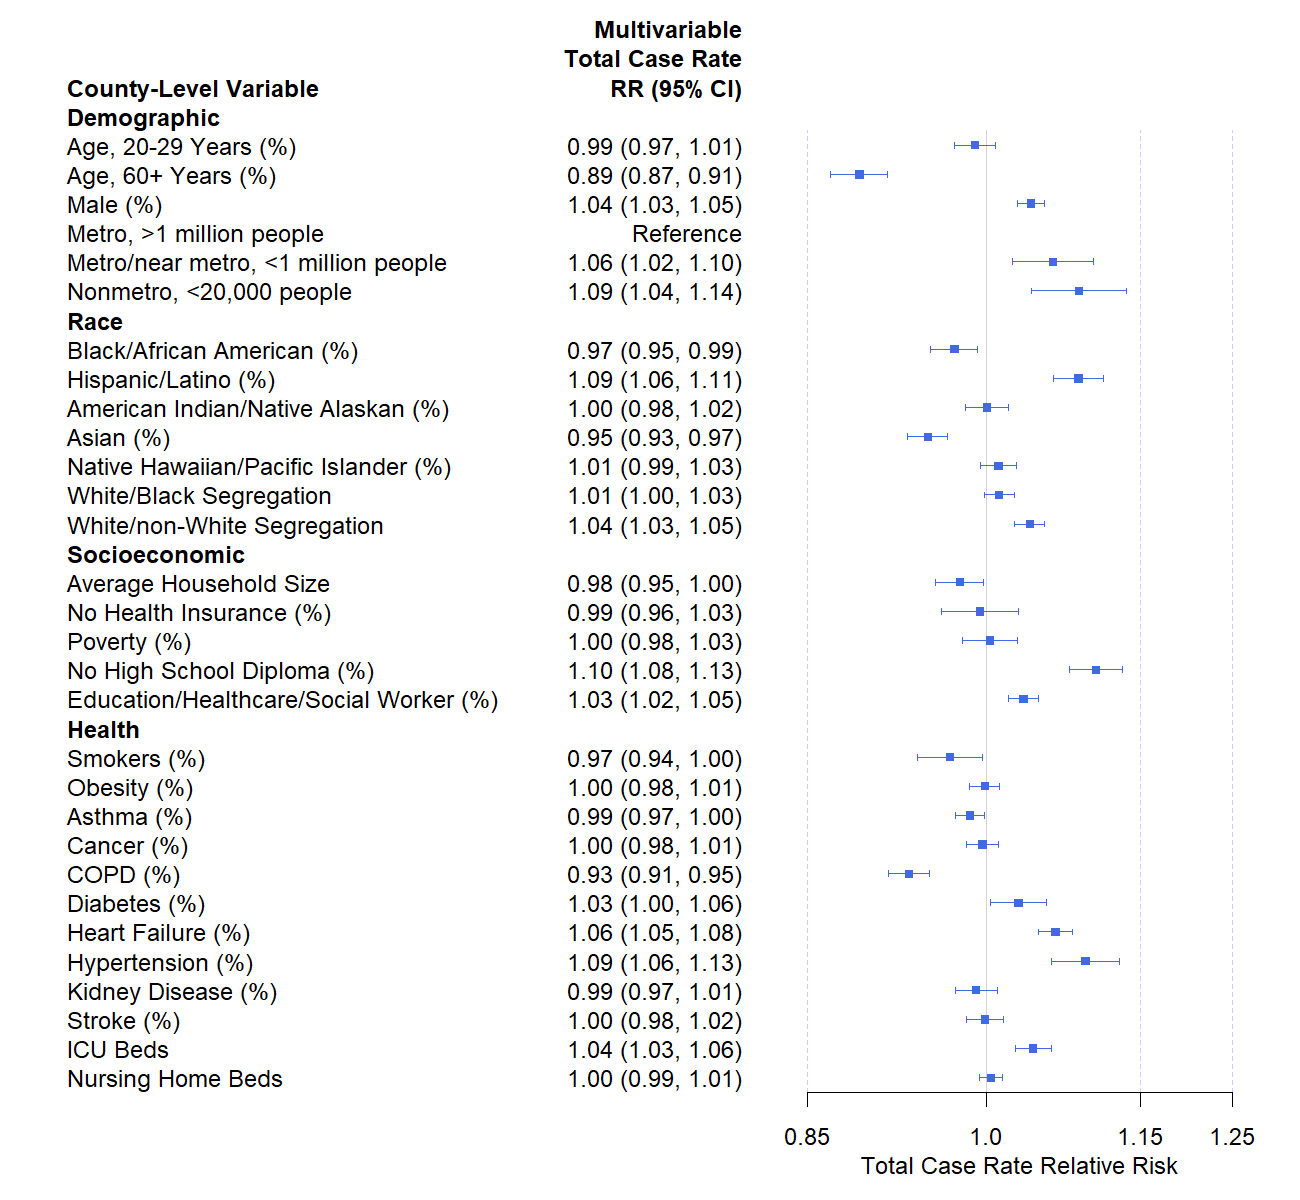 Multivariable
Total Case Rate
County-Level Variable RR (95% CI)
Demographic
Age, 20-29 Years (%) 0.99 (0.97, 1.01)
Age, 60+ Years (%) 0.89 (0.87, 0.91)
Male (%) 1.04 (1.03, 1.05)
Metro, >1 million people Reference
Metro/near metro, <1 million people 1.06 (1.02, 1.10)
Nonmetro, <20,000 people 1.09 (1.04, 1.14)
Race
Black/African American (%) 0.97 (0.95, 0.99)
Hispanic/Latino (%) 1.09 (1.06, 1.11)
American Indian/Native Alaskan (%) 1.00 (0.98, 1.02)
Asian (%) 0.95 (0.93, 0.97)
Native Hawaiian/Pacific Islander (%) 1.01 (0.99, 1.03)
White/Black Segregation 1.01 (1.00, 1.03)
White/non-White Segregation 1.04 (1.03, 1.05)
Socioeconomic
Average Household Size 0.98 (0.95, 1.00)
No Health Insurance (%) 0.99 (0.96, 1.03)
Poverty (%) 1.00 (0.98, 1.03)
No High School Diploma (%) 1.10 (1.08, 1.13)
Education/Healthcare/Social Worker (%) 1.03 (1.02, 1.05)
Health
Smokers (%) 0.97 (0.94, 1.00)
Obesity (%) 1.00 (0.98, 1.01)
Asthma (%) 0.99 (0.97, 1.00)
Cancer (%) 1.00 (0.98, 1.01)
COPD (%) 0.93 (0.91, 0.95)
Diabetes (%) 1.03 (1.00, 1.06)
Heart Failure (%) 1.06 (1.05, 1.08)
Hypertension (%) 1.09 (1.06, 1.13)
Kidney Disease (%) 0.99 (0.97, 1.01)
Stroke (%) 1.00 (0.98, 1.02)
ICU Beds 1.04 (1.03, 1.06)
Nursing Home Beds 1.00 (0.99, 1.01)
0.85 1.0 1.15 1.25
Total Case Rate Relative Risk